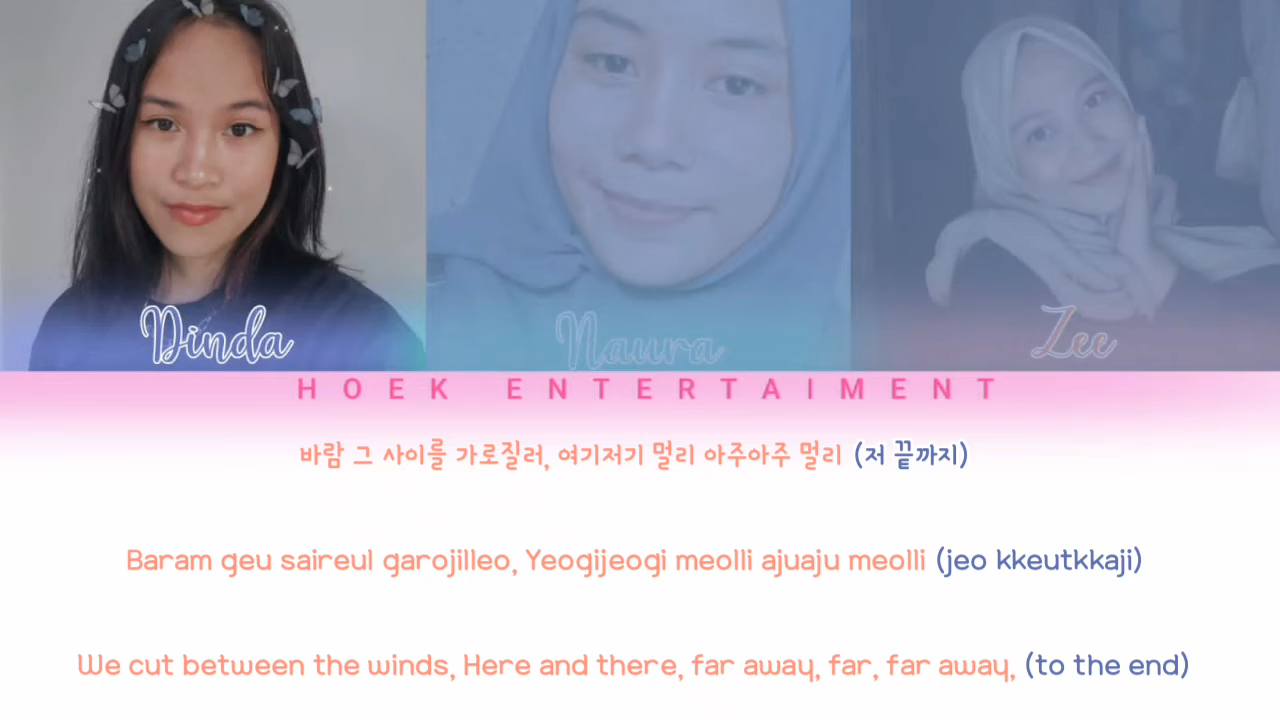 Dinda Naura Zee
HOEK ENTERTAIMENT
바람 그 사이를 가로질러, 여기저기 멀리 아주아주 멀리 (저 끝까지)
Baram geu saireul garojilleo, Yeogijeogi meolli ajuaju meolli (jeo kkeutkkaji)
We cut between the winds, Here and there, far away, far, far away, (to the end)